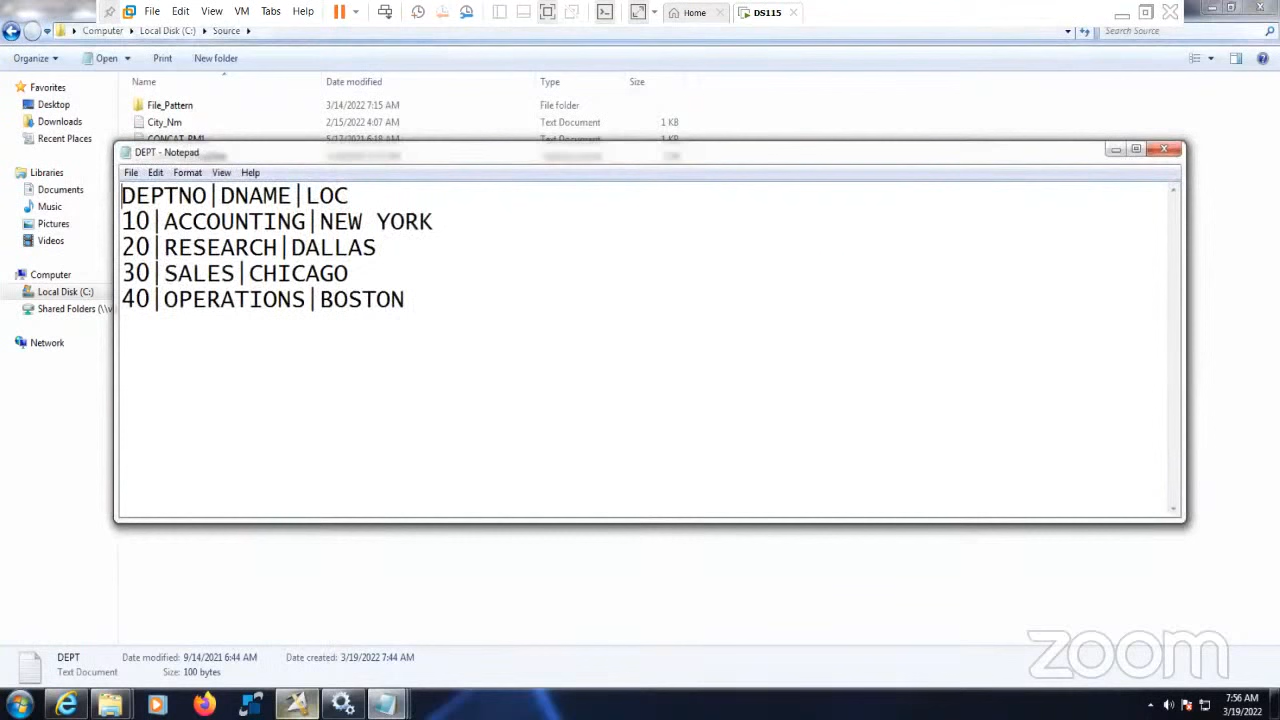 File Edit View VM Tabs Help Home DS115
Computer Local Disk (C:) Source Search Source
Organize Open Print New folder
Name Date modified Type Size
Favorites
Desktop
Downloads
Recent Places
Libraries
Documents
Music
Pictures
Videos
Computer
Local Disk (C:)
Shared Folders (\\v
Network
File_Pattern 3/14/2022 7:15 AM File folder
City_Nm 2/15/2022 4:07 AM Text Document 1 KB
DEPT - Notepad
File Edit Format View Help
DEPTNO|DNAME|LOC
10|ACCOUNTING|NEW YORK
20|RESEARCH|DALLAS
30|SALES|CHICAGO
40|OPERATIONS|BOSTON
DEPT Date modified: 9/14/2021 6:44 AM Date created: 3/19/2022 7:44 AM
Text Document Size: 100 bytes
zoom
7:56 AM
3/19/2022